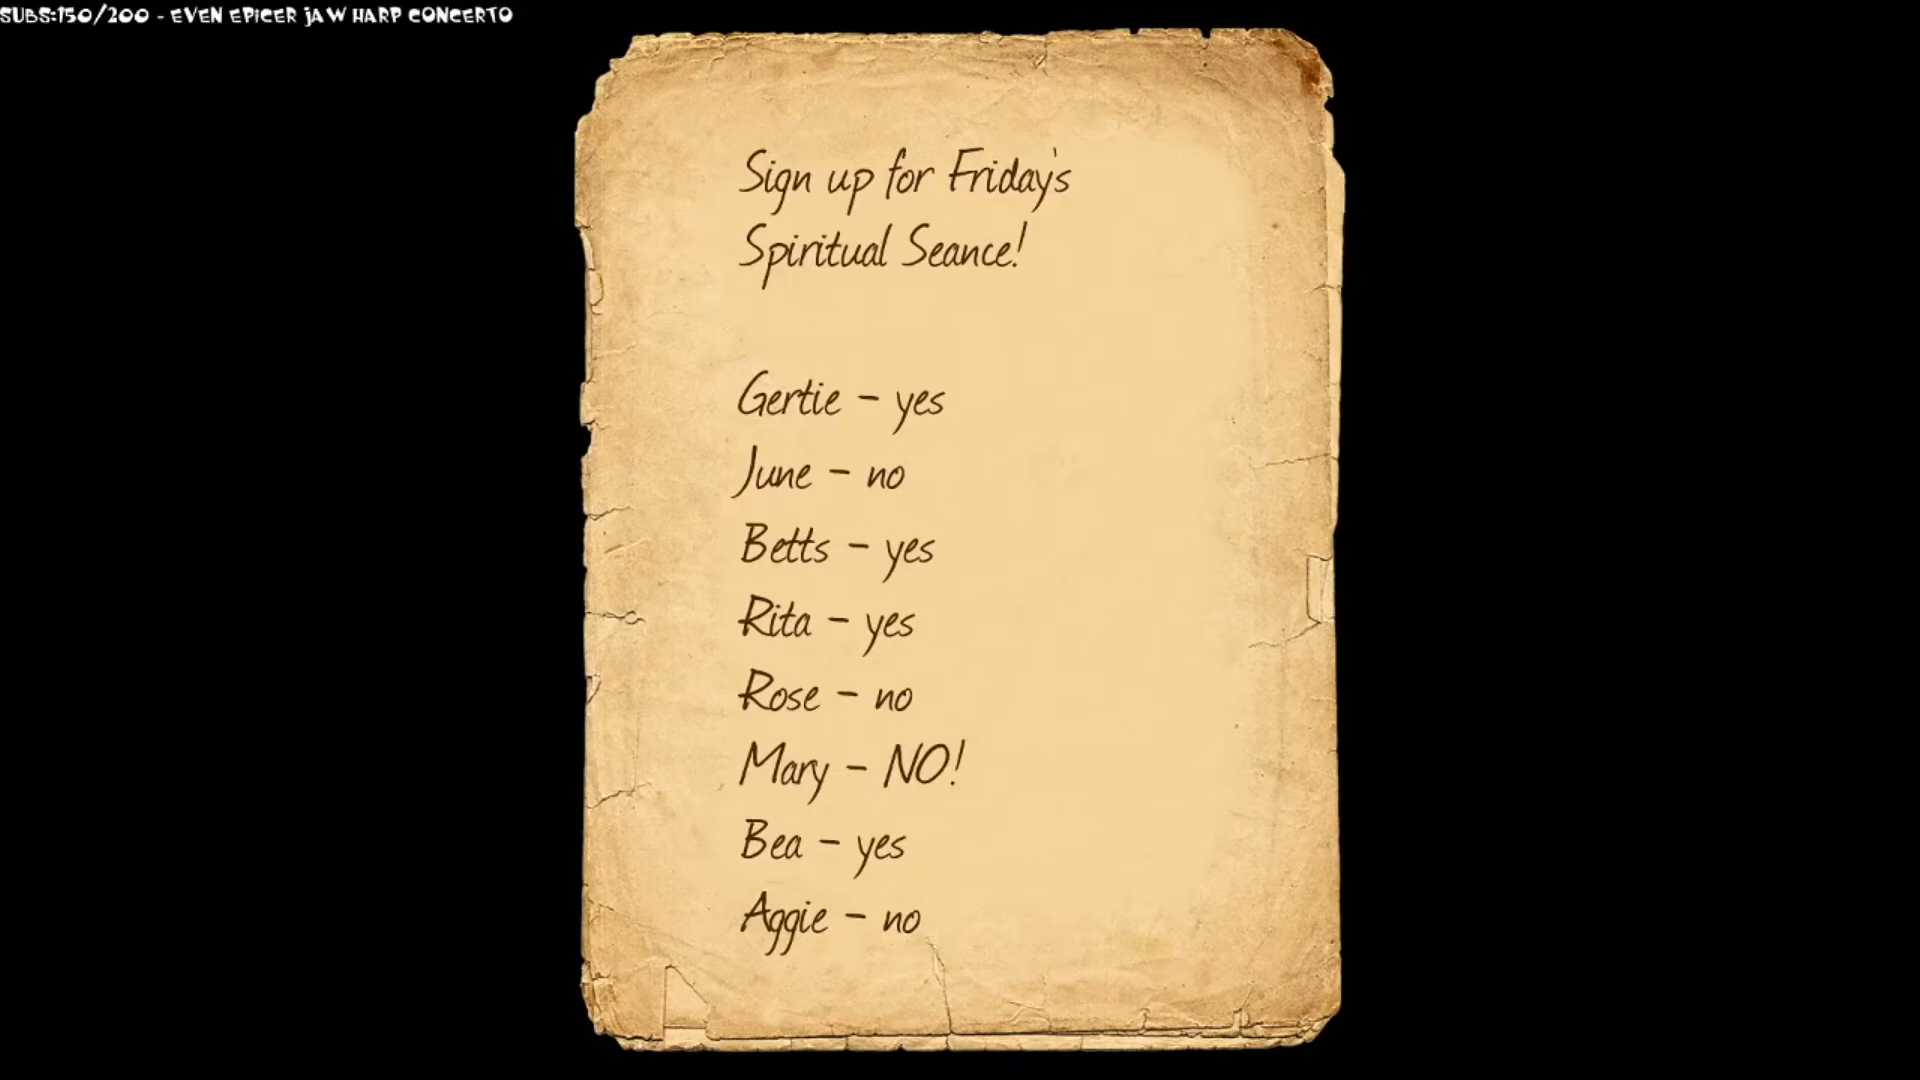 SUBS:150/200 - EVEN EPICER JAW HARP CONCERTO
Sign up for Friday's
Spiritual Seance!
Gertie - yes
June - no
Betts - yes
Rita - yes
Rose - no
Mary - NO!
Bea - yes
Aggie - no